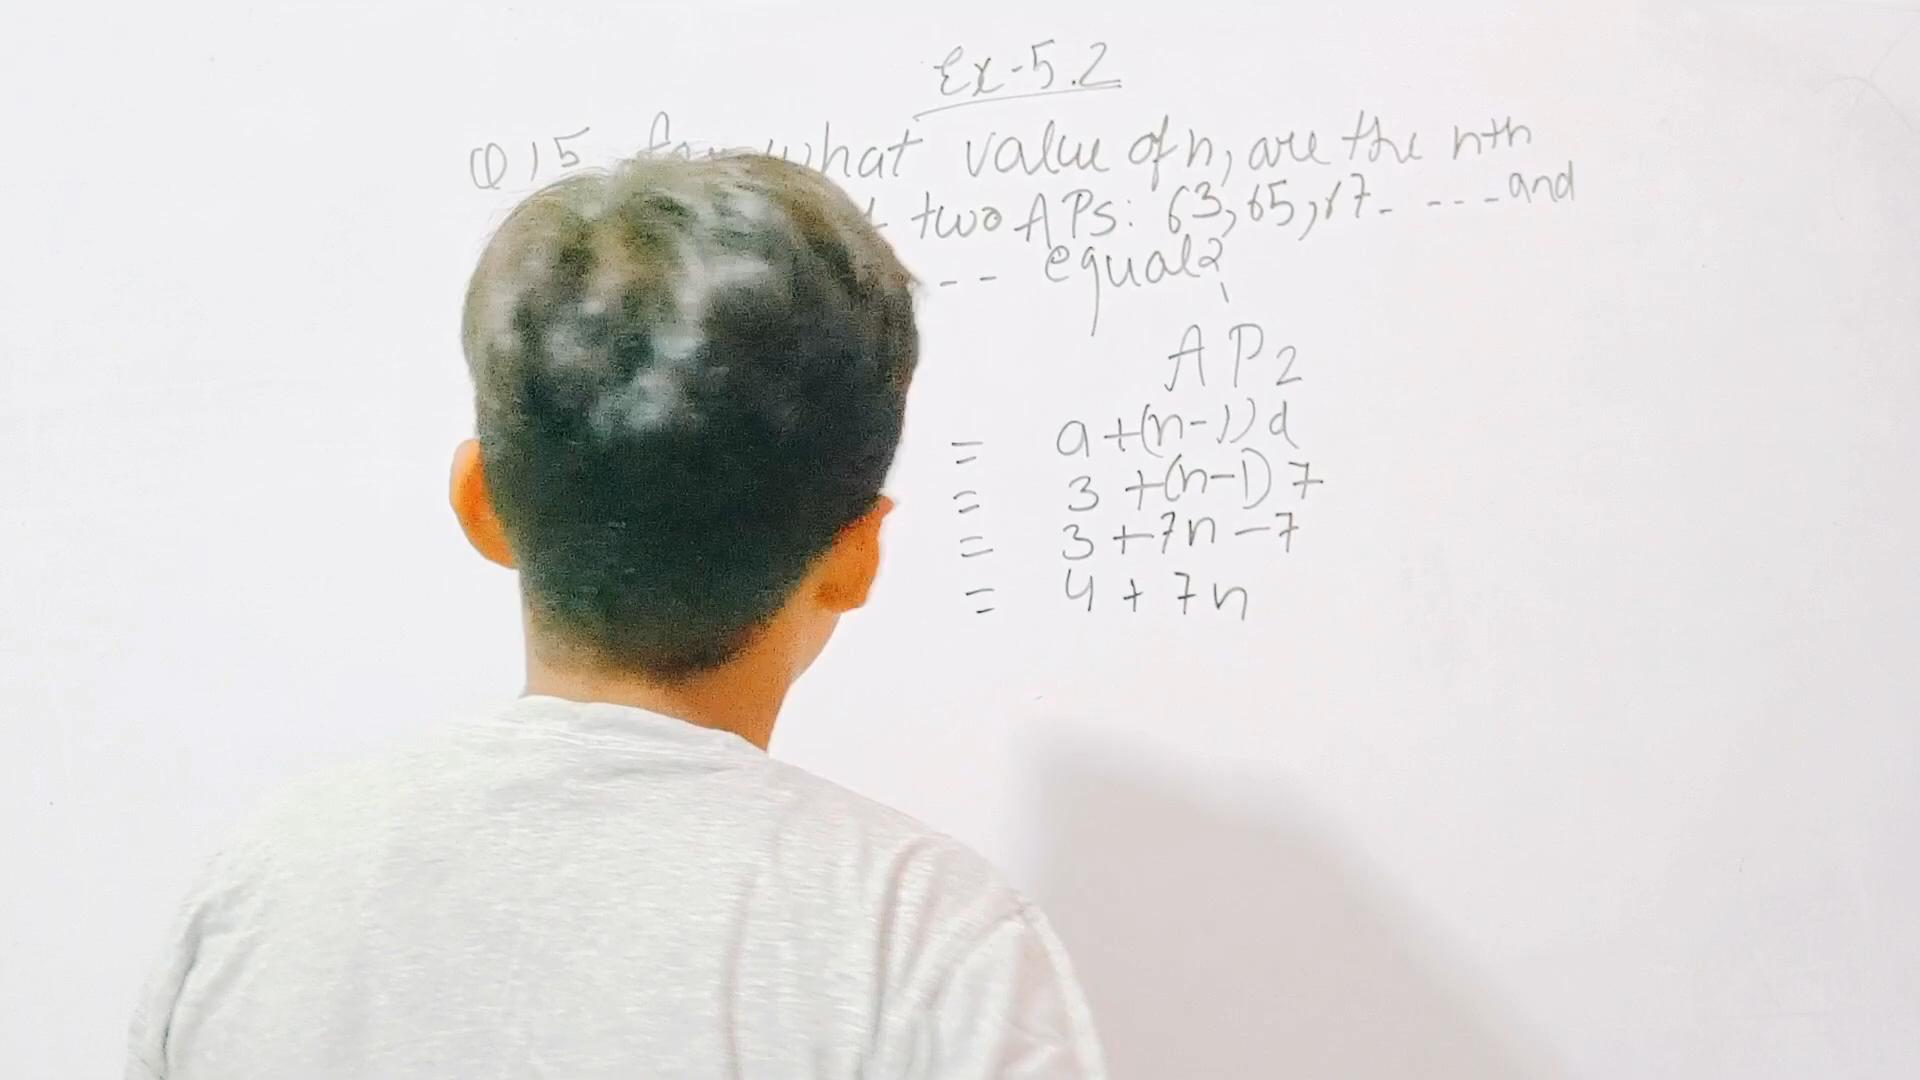 Ex-5.2
Q15 for what value of n, are the nth
two APs: 63, 65, 67- - - - and
-- equal?
AP2
= a+(n-1)d
= 3+(n-1)7
= 3+7n-7
= 4+7n